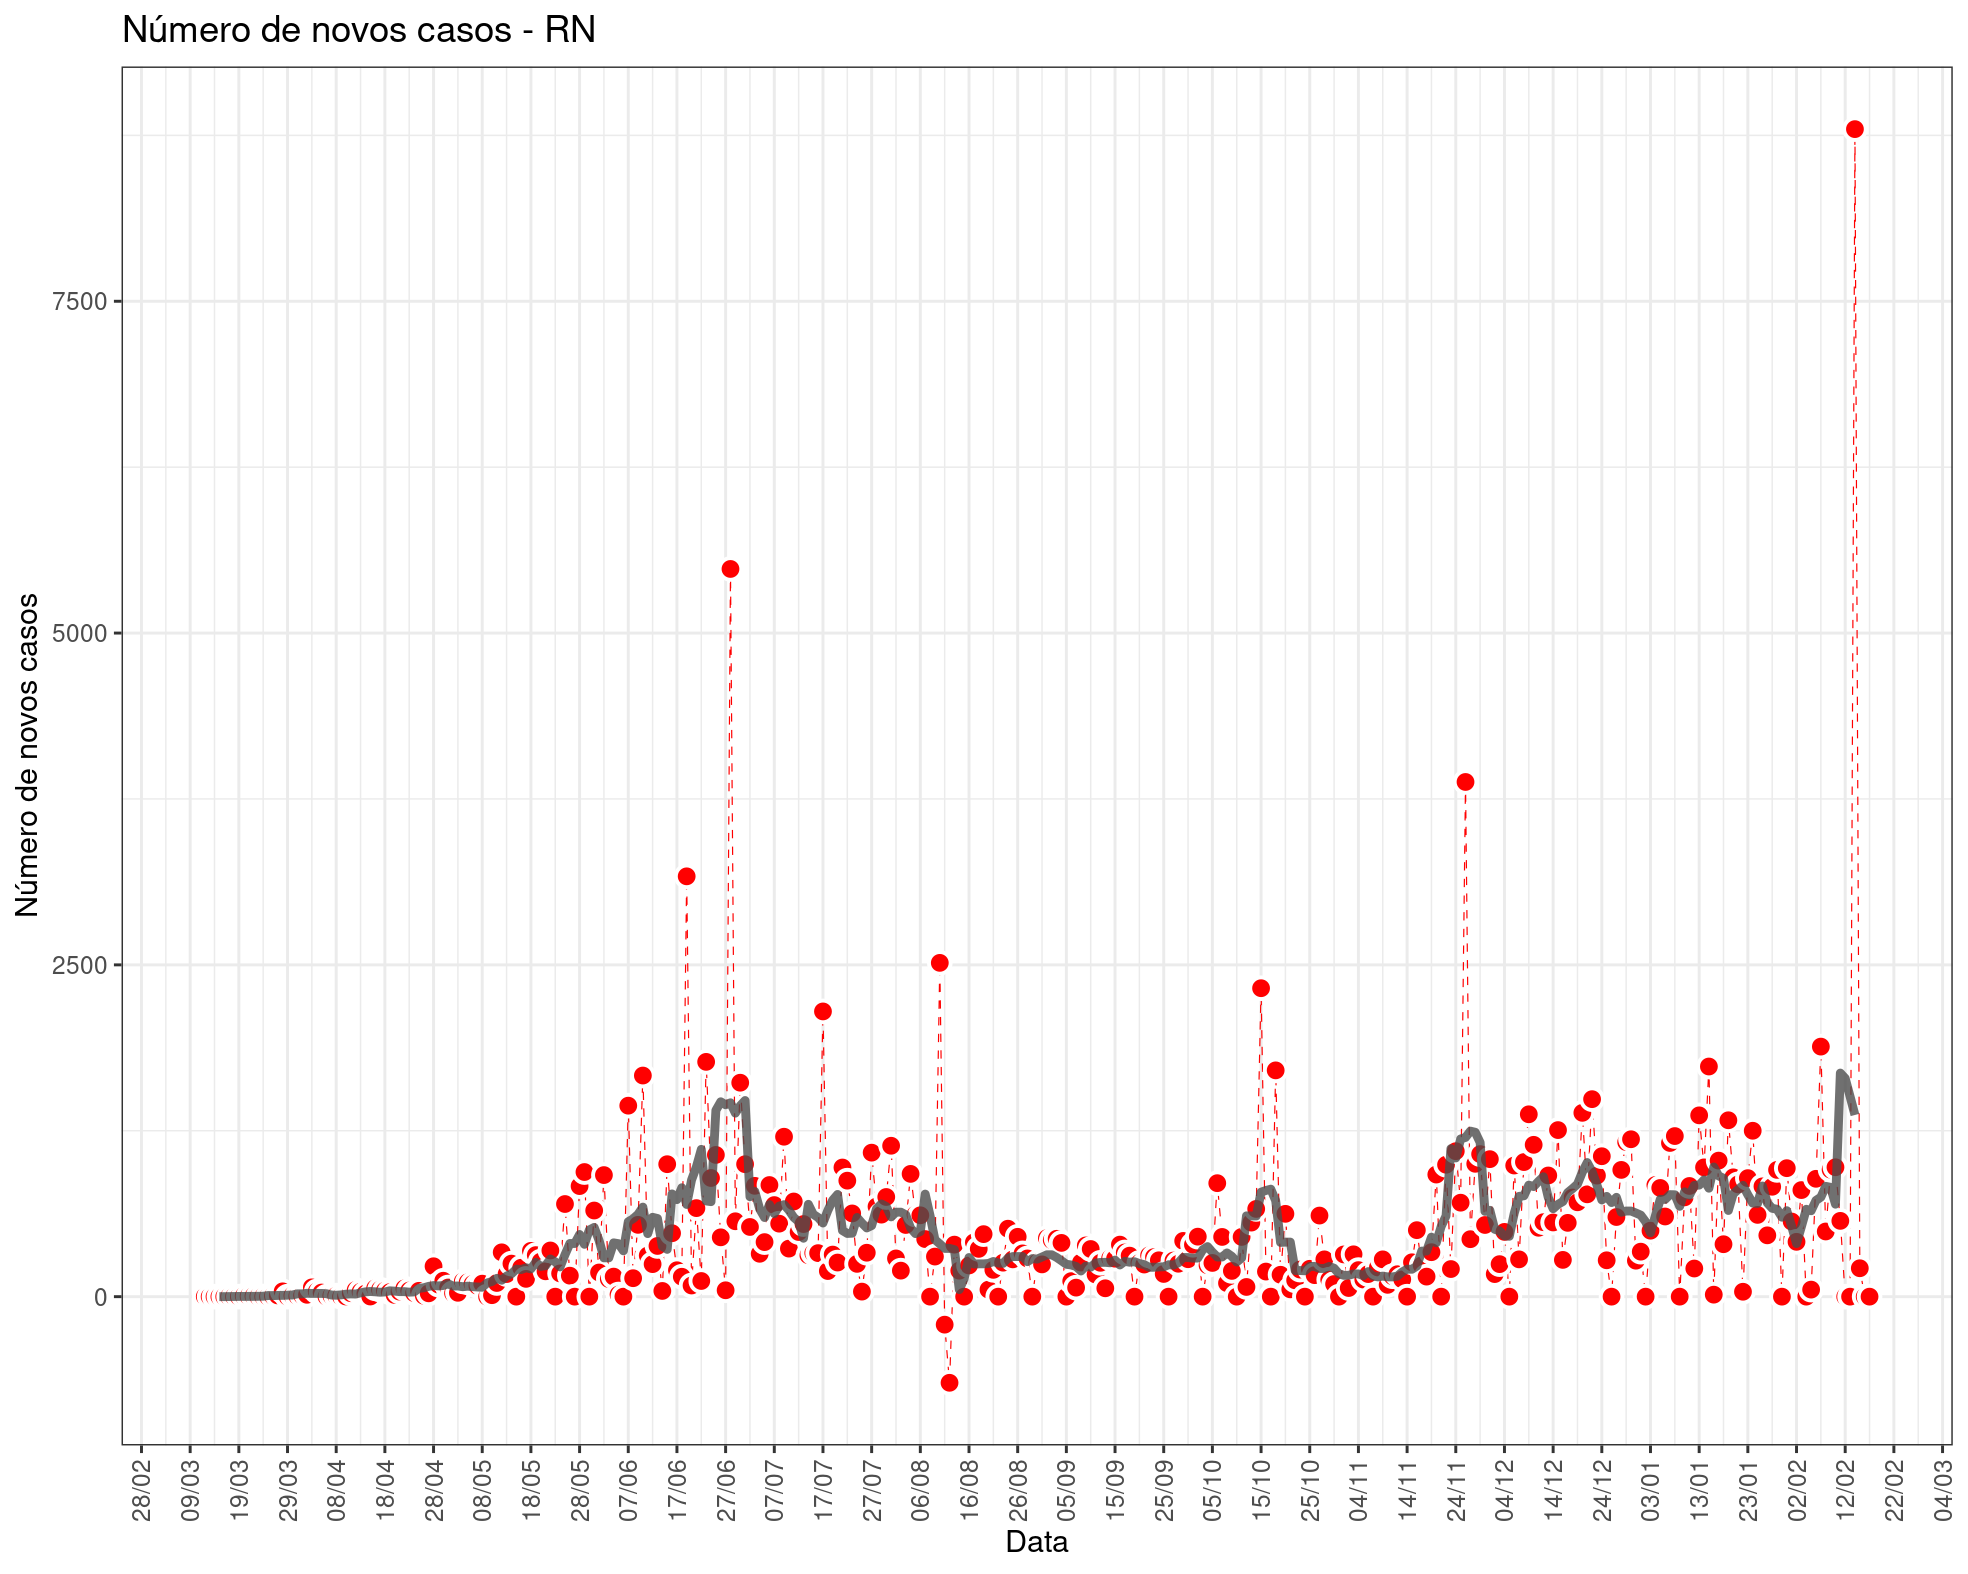 Número de novos casos - RN
Número de novos casos
7500
5000
2500
0
28/02 09/03 19/03 29/03 08/04 18/04 28/04 08/05 18/05 28/05 07/06 17/06 27/06 07/07 17/07 27/07 06/08 16/08 26/08 05/09 15/09 25/09 05/10 15/10 25/10 04/11 14/11 24/11 04/12 14/12 24/12 03/01 13/01 23/01 02/02 12/02 22/02 04/03
Data